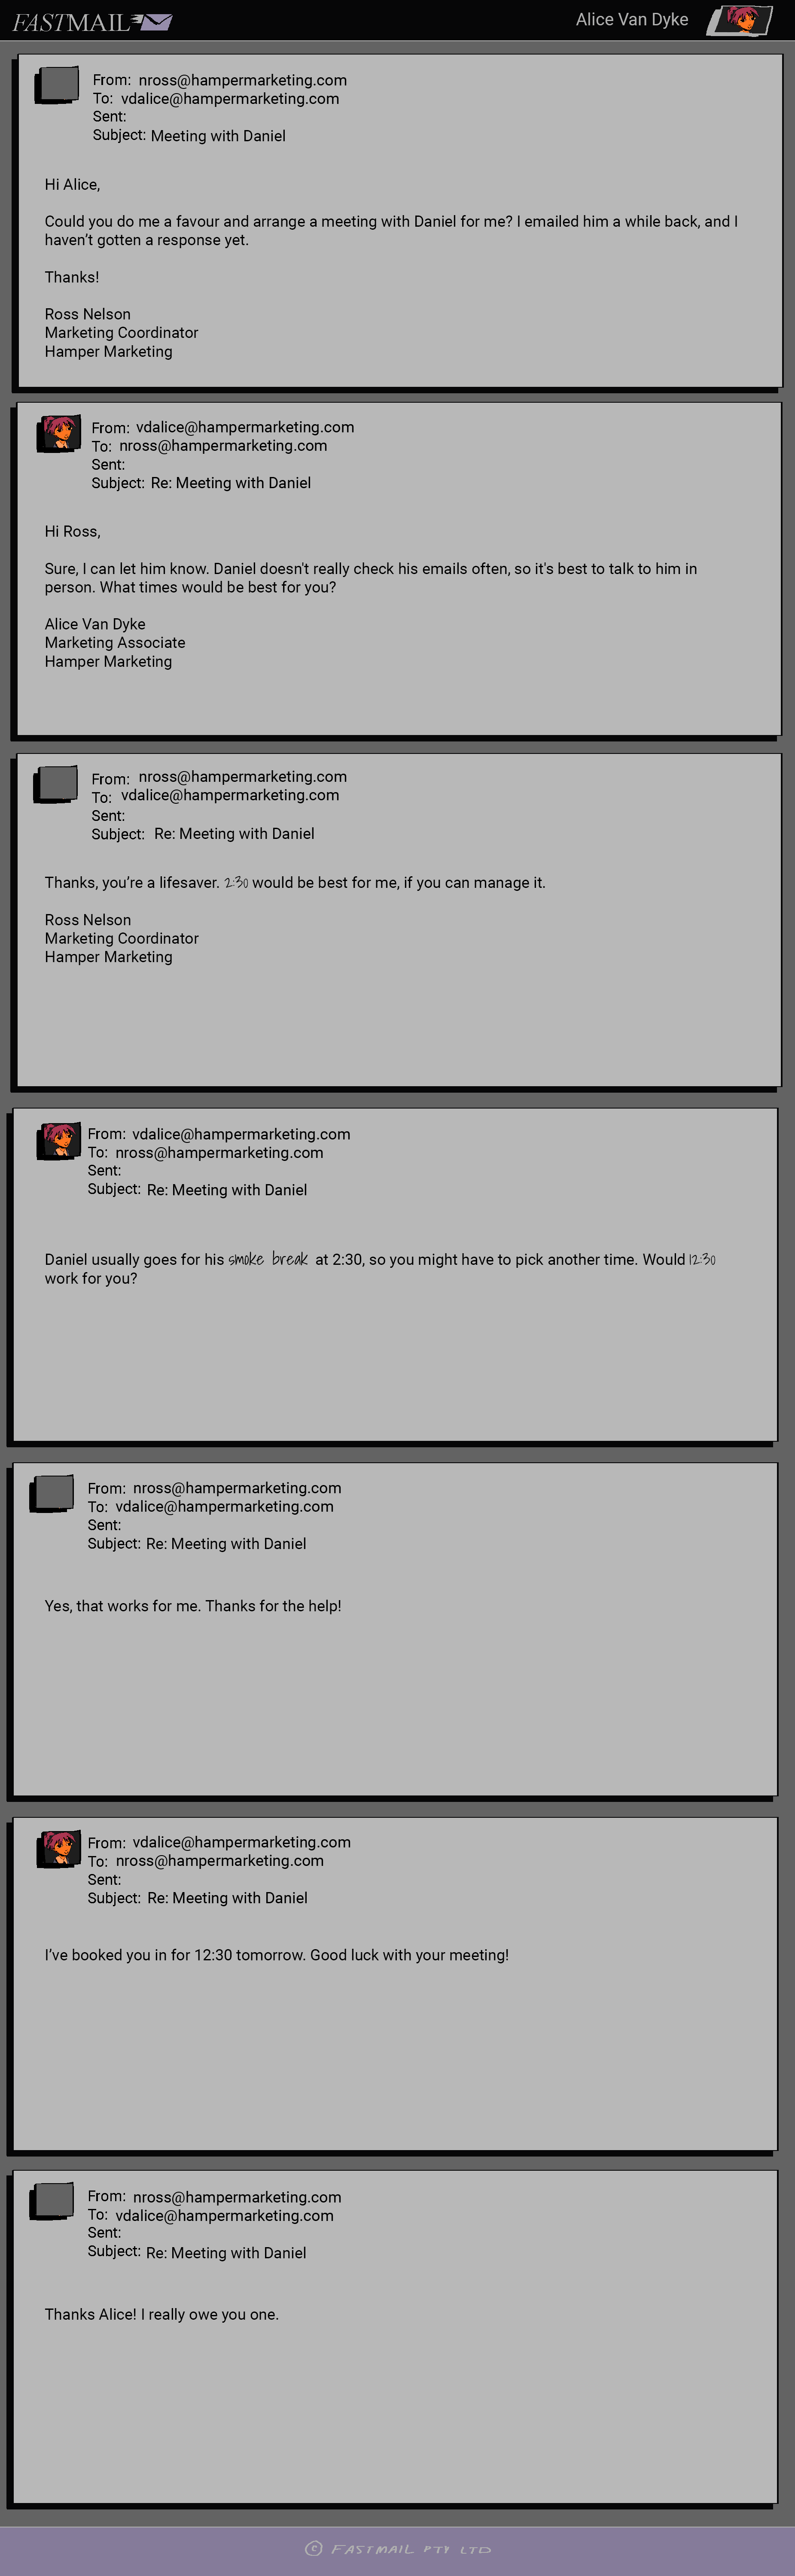 FASTMAIL
Alice Van Dyke
From: nross@hampermarketing.com
To: vdalice@hampermarketing.com
Sent:
Subject: Meeting with Daniel
Hi Alice,
Could you do me a favour and arrange a meeting with Daniel for me? I emailed him a while back, and I
haven’t gotten a response yet.
Thanks!
Ross Nelson
Marketing Coordinator
Hamper Marketing
From: vdalice@hampermarketing.com
To: nross@hampermarketing.com
Sent:
Subject: Re: Meeting with Daniel
Hi Ross,
Sure, I can let him know. Daniel doesn't really check his emails often, so it's best to talk to him in
person. What times would be best for you?
Alice Van Dyke
Marketing Associate
Hamper Marketing
From: nross@hampermarketing.com
To: vdalice@hampermarketing.com
Sent:
Subject: Re: Meeting with Daniel
Thanks, you’re a lifesaver. 2:30 would be best for me, if you can manage it.
Ross Nelson
Marketing Coordinator
Hamper Marketing
From: vdalice@hampermarketing.com
To: nross@hampermarketing.com
Sent:
Subject: Re: Meeting with Daniel
Daniel usually goes for his smoke break at 2:30, so you might have to pick another time. Would 12:30
work for you?
From: nross@hampermarketing.com
To: vdalice@hampermarketing.com
Sent:
Subject: Re: Meeting with Daniel
Yes, that works for me. Thanks for the help!
From: vdalice@hampermarketing.com
To: nross@hampermarketing.com
Sent:
Subject: Re: Meeting with Daniel
I’ve booked you in for 12:30 tomorrow. Good luck with your meeting!
From: nross@hampermarketing.com
To: vdalice@hampermarketing.com
Sent:
Subject: Re: Meeting with Daniel
Thanks Alice! I really owe you one.
© FASTMAIL PTY LTD